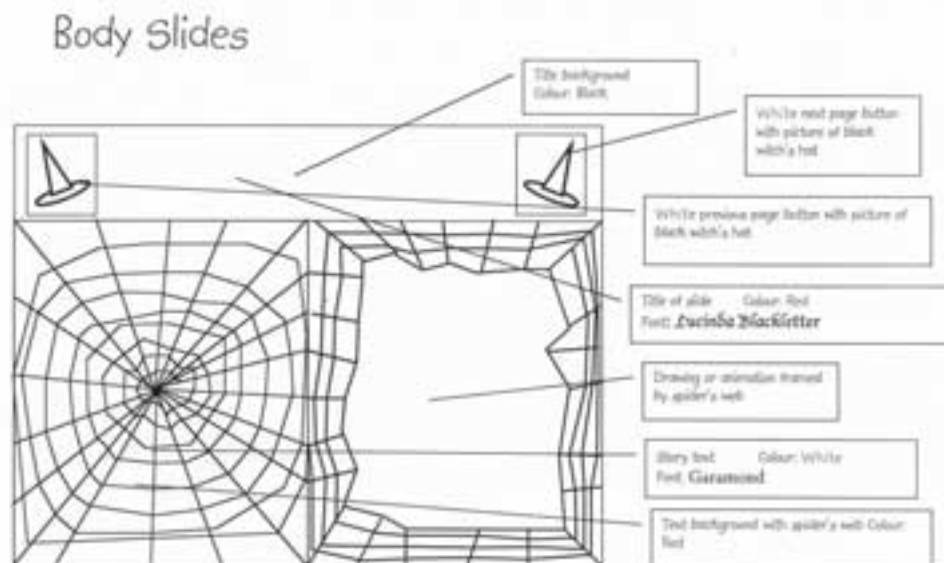 Body Slides
Title background
Colour: Black
White next page button
with picture of black
witch's hat
White previous page button with picture of
black witch's hat
Title of slide Colour: Red
Font: Lucinda Blackletter
Drawing or animation framed
by spider's web
Story text Colour: White
Font: Garamond
Text background with spider's web Colour:
Red